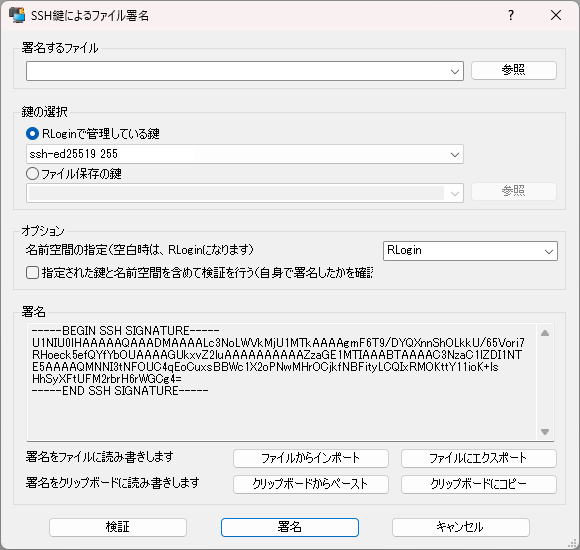 SSH鍵によるファイル署名
署名するファイル
参照
鍵の選択
RLoginで管理している鍵
ssh-ed25519 255
ファイル保存の鍵
参照
オプション
名前空間の指定(空白時は、RLoginになります)
RLogin
指定された鍵と名前空間を含めて検証を行う(自身で署名したかを確認
署名
-----BEGIN SSH SIGNATURE-----
U1NIU0lHAAAAAQAAADMAAAALc3NoLWVkMjU1MTkAAAAgmF6T9/DYQXnnShOLkkU/65Vori7
RHoeck5efQYfYbOUAAAAGUkxvZ2luAAAAAAAAAAZzaGE1MTIAAABTAAAAC3NzaC1lZDI1NT
E5AAAAQMNNI3tNFOUC4qEoCuxsBBWc1X2oPNwMHrOCjkfNBFityLCQIxRMOKttY11ioK+Is
HhSyXFtUFM2rbrH6rWGCg4=
-----END SSH SIGNATURE-----
署名をファイルに読み書きします
ファイルからインポート
ファイルにエクスポート
署名をクリップボードに読み書きします
クリップボードからペースト
クリップボードにコピー
検証
署名
キャンセル